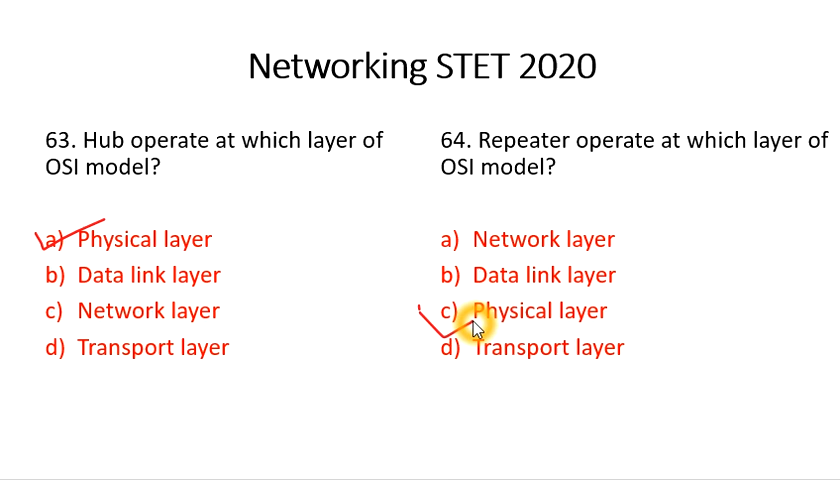 Networking STET 2020
63. Hub operate at which layer of
OSI model?
a) Physical layer
b) Data link layer
c) Network layer
d) Transport layer
64. Repeater operate at which layer of
OSI model?
a) Network layer
b) Data link layer
c) Physical layer
d) Transport layer